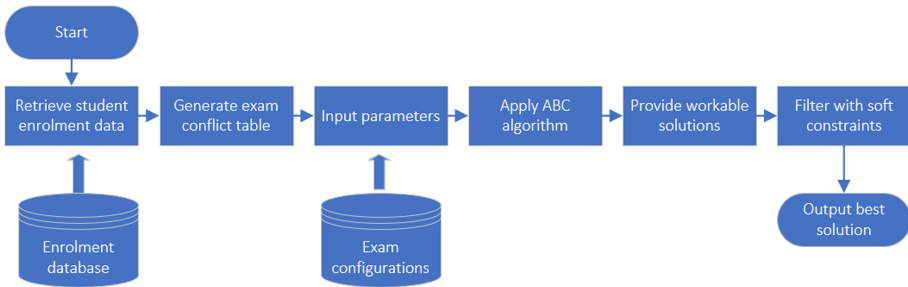 Start
Retrieve student
enrolment data
Generate exam
conflict table
Input parameters
Apply ABC
algorithm
Provide workable
solutions
Filter with soft
constraints
Enrolment
database
Exam
configurations
Output best
solution